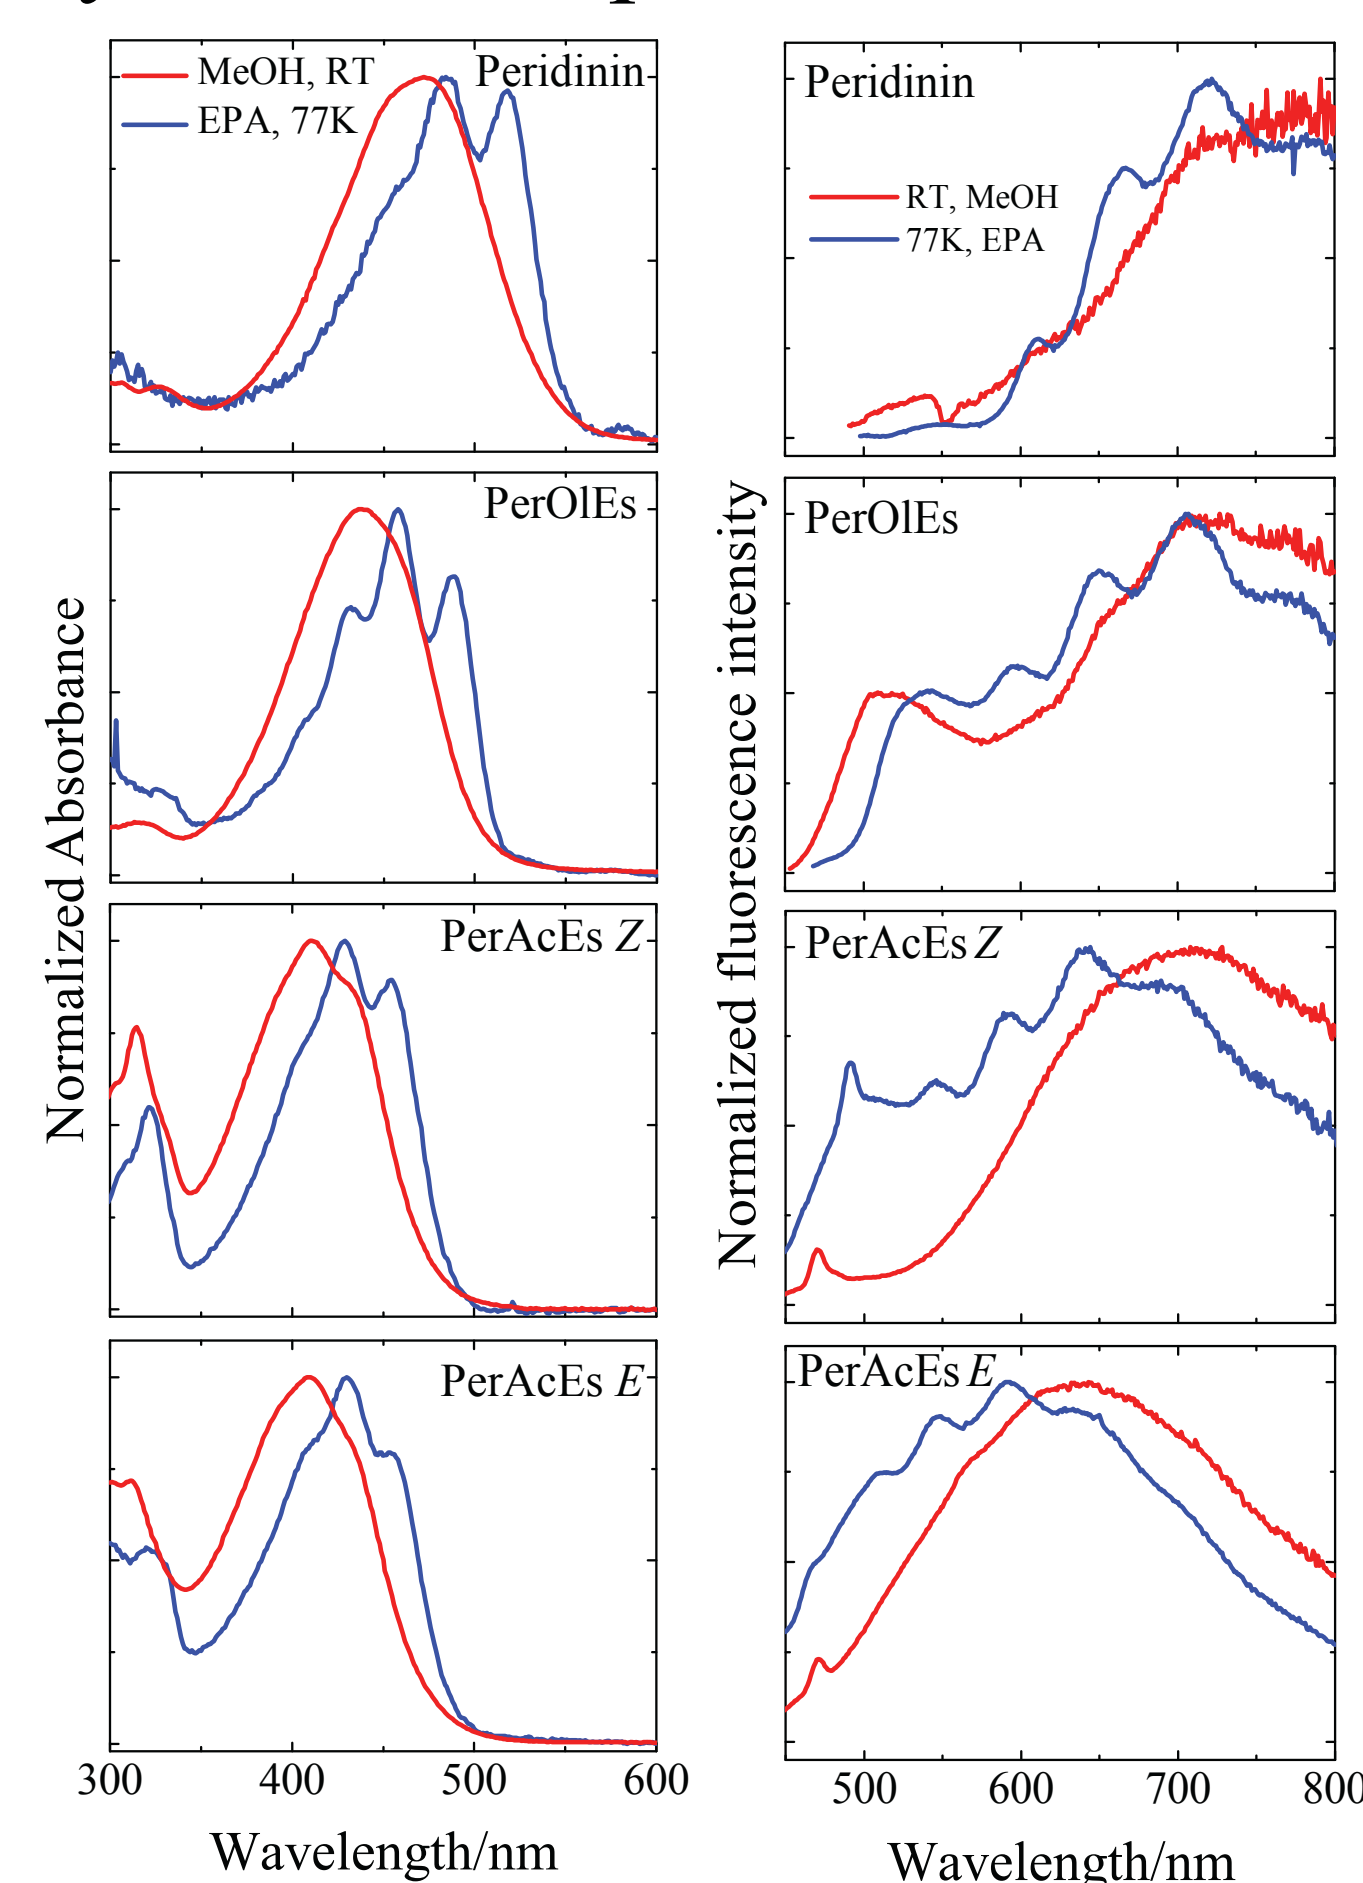 MeOH, RT
EPA, 77K
Peridinin
PerOlEs
PerAcEs Z
PerAcEs E
Normalized Absorbance
300 400 500 600
Wavelength/nm
Peridinin
RT, MeOH
77K, EPA
PerOlEs
PerAcEs Z
PerAcEs E
Normalized fluorescence intensity
500 600 700 800
Wavelength/nm